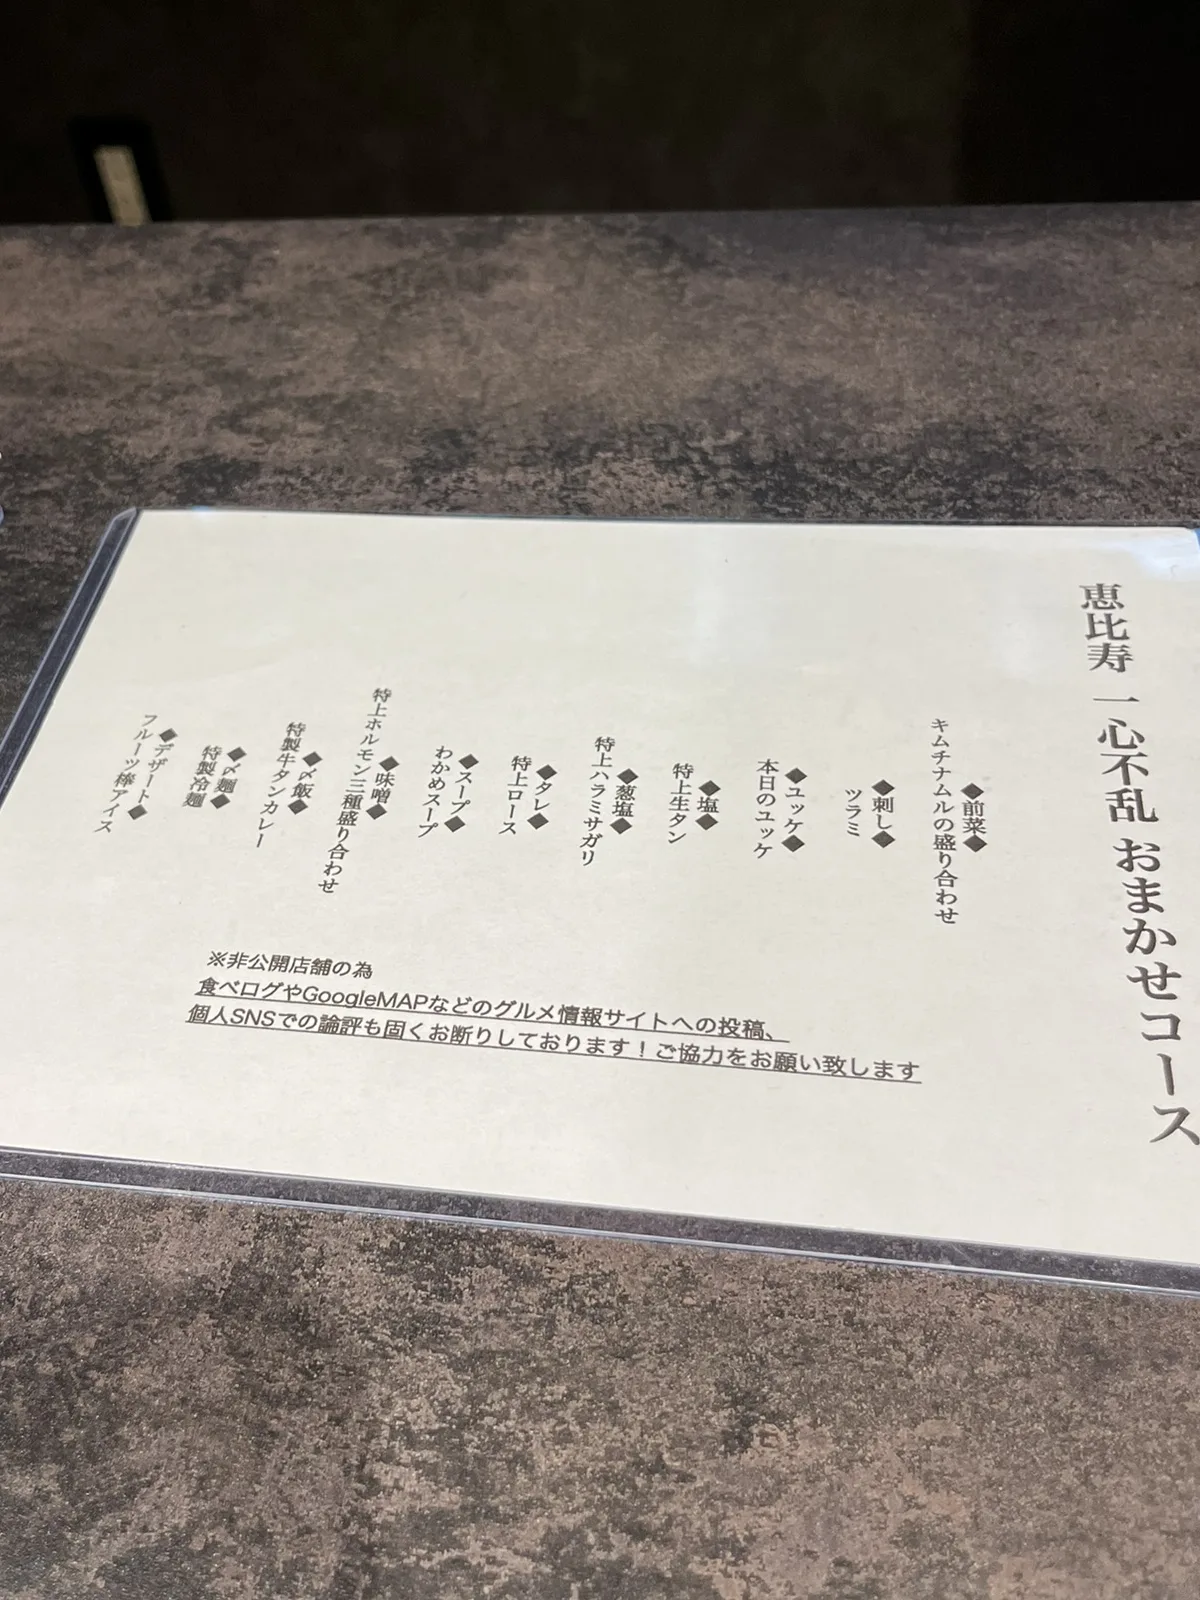 恵比寿 一心不乱 おまかせコース
◆前菜◆
キムチナムルの盛り合わせ
◆刺し◆
ツラミ
◆ユッケ◆
本日のユッケ
◆塩◆
特上生タン
◆葱塩◆
特上ハラミサガリ
◆タレ◆
特上ロース
◆スープ◆
わかめスープ
◆味噌◆
特上ホルモン三種盛り合わせ
◆〆飯◆
特製牛タンカレー
◆〆麺◆
特製冷麺
◆デザート◆
フルーツ棒アイス
※非公開店舗の為
食べログやGoogleMAPなどのグルメ情報サイトへの投稿、
個人SNSでの論評も固くお断りしております！ご協力をお願い致します